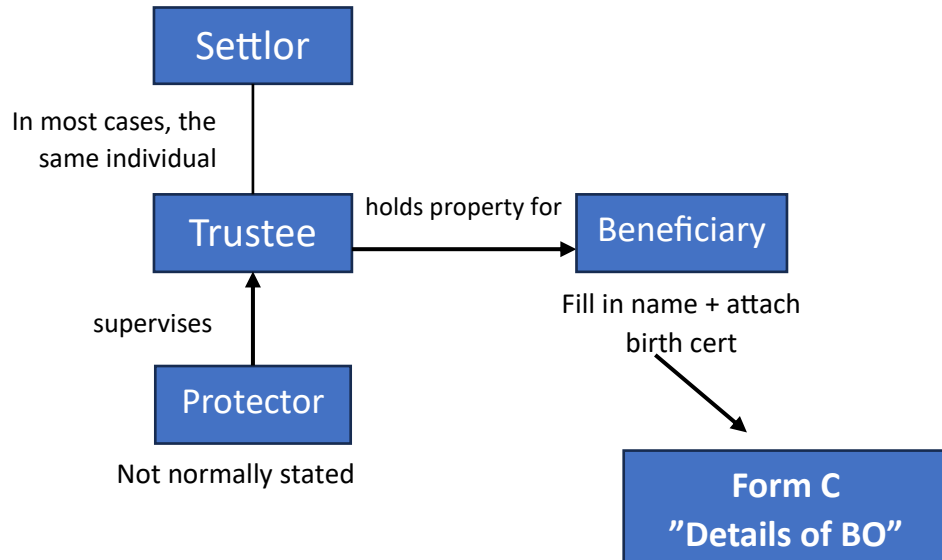 Settlor
In most cases, the
same individual
Trustee
holds property for
Beneficiary
Fill in name + attach
birth cert
supervises
Protector
Not normally stated
Form C
”Details of BO”